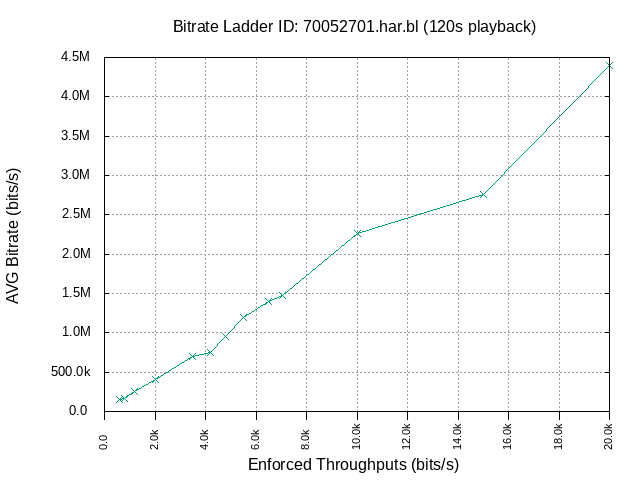 Bitrate Ladder ID: 70052701.har.bl (120s playback)
4.5M
4.0M
3.5M
3.0M
2.5M
2.0M
1.5M
1.0M
500.0k
0.0
AVG Bitrate (bits/s)
0.0
2.0k
4.0k
6.0k
8.0k
10.0k
12.0k
14.0k
16.0k
18.0k
20.0k
Enforced Throughputs (bits/s)